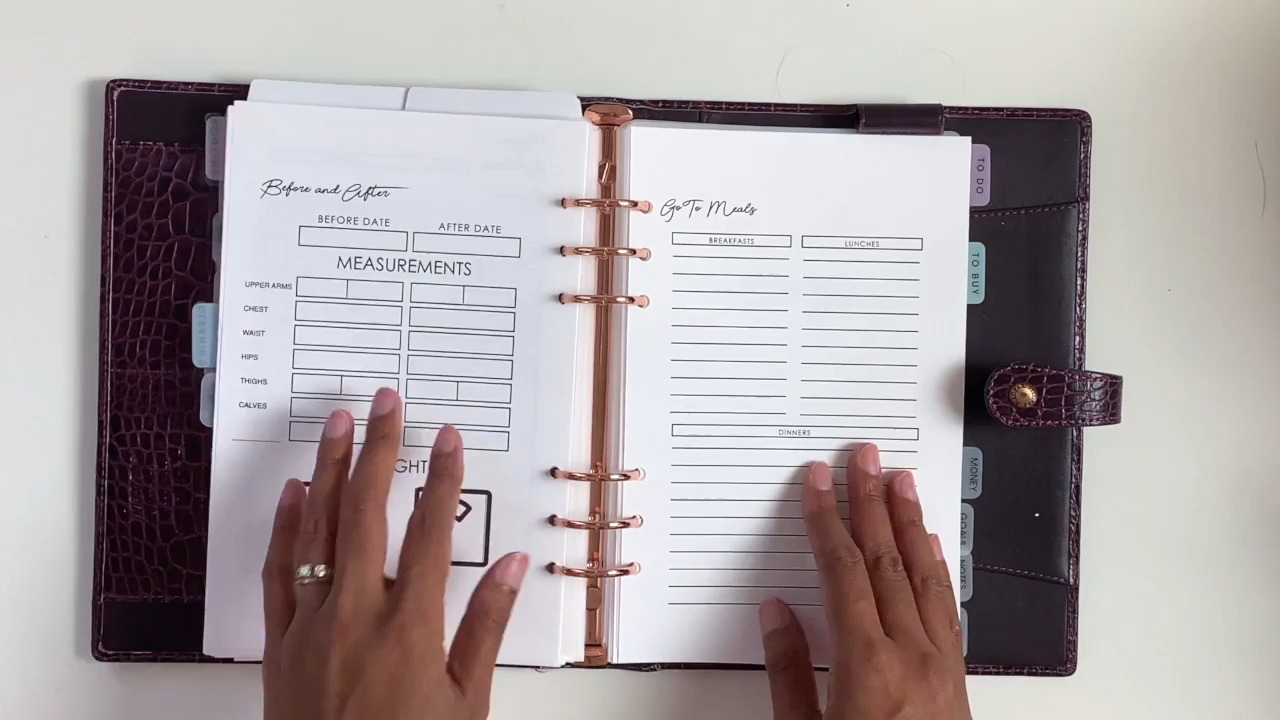 Before and After
BEFORE DATE
AFTER DATE
MEASUREMENTS
UPPER ARMS
CHEST
WAIST
HIPS
THIGHS
CALVES
Go To Meals
BREAKFASTS
LUNCHES
DINNERS
TO DO
TO BUY
MONEY
GOALS
NOTES